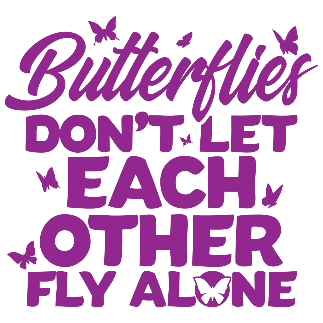 Butterflies
DON'T LET
EACH
OTHER
FLY ALONE